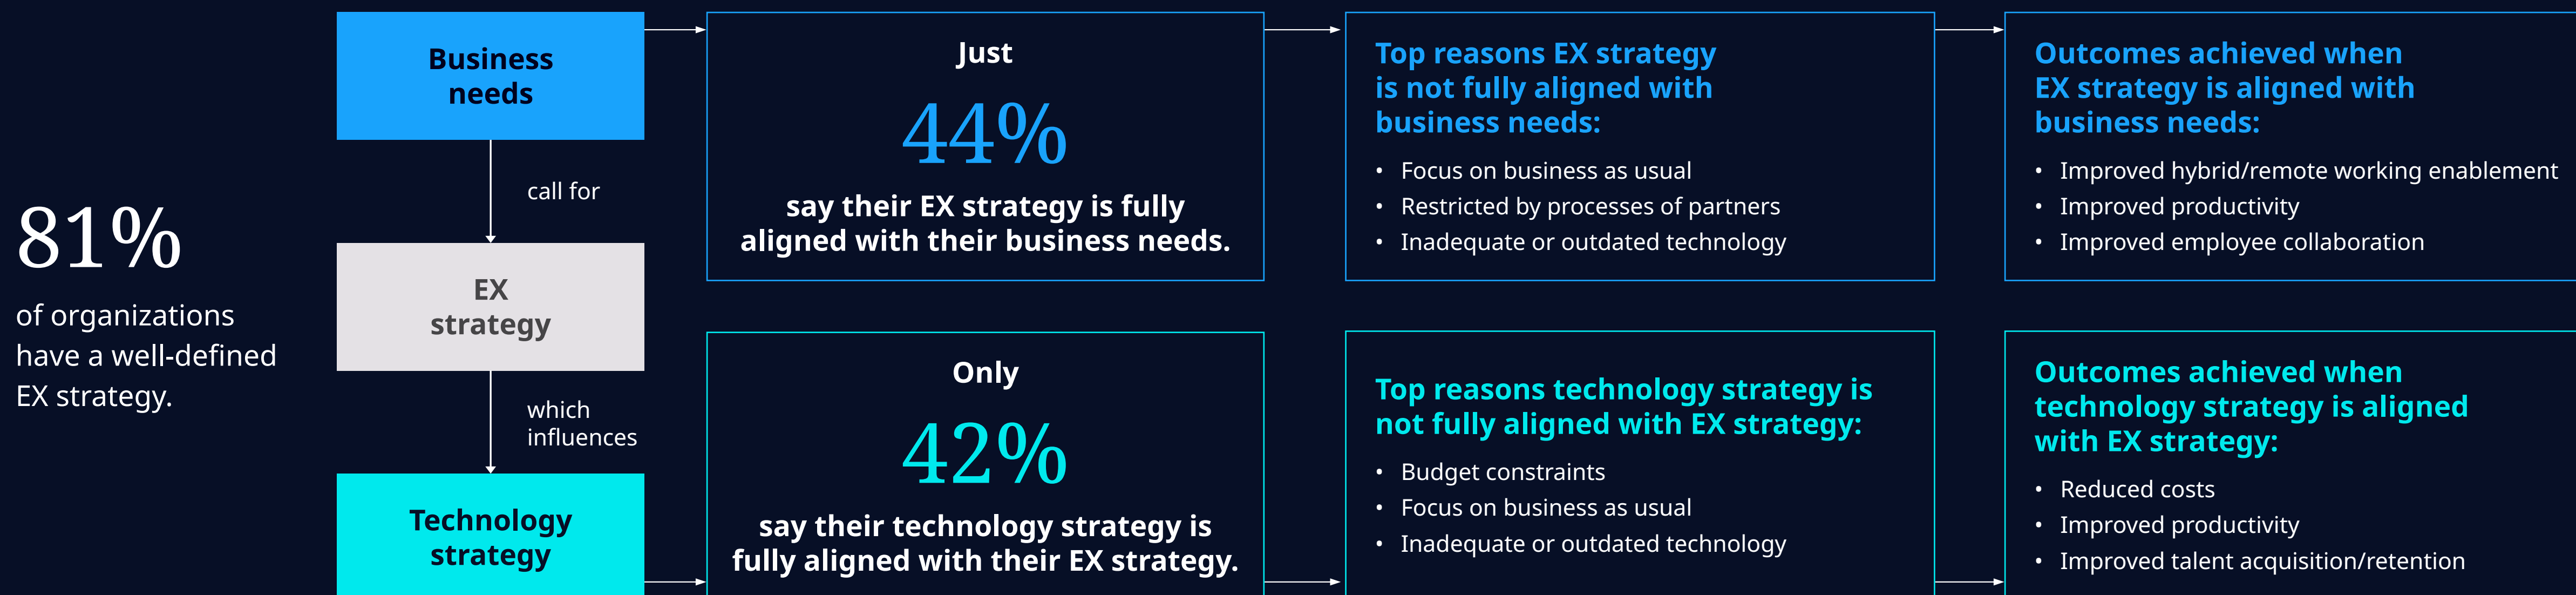 81%
of organizations
have a well-defined
EX strategy.
Business
needs
call for
EX
strategy
which
influences
Technology
strategy
Just
44%
say their EX strategy is fully
aligned with their business needs.
Top reasons EX strategy
is not fully aligned with
business needs:
• Focus on business as usual
• Restricted by processes of partners
• Inadequate or outdated technology
Outcomes achieved when
EX strategy is aligned with
business needs:
• Improved hybrid/remote working enablement
• Improved productivity
• Improved employee collaboration
Only
42%
say their technology strategy is
fully aligned with their EX strategy.
Top reasons technology strategy is
not fully aligned with EX strategy:
• Budget constraints
• Focus on business as usual
• Inadequate or outdated technology
Outcomes achieved when
technology strategy is aligned
with EX strategy:
• Reduced costs
• Improved productivity
• Improved talent acquisition/retention